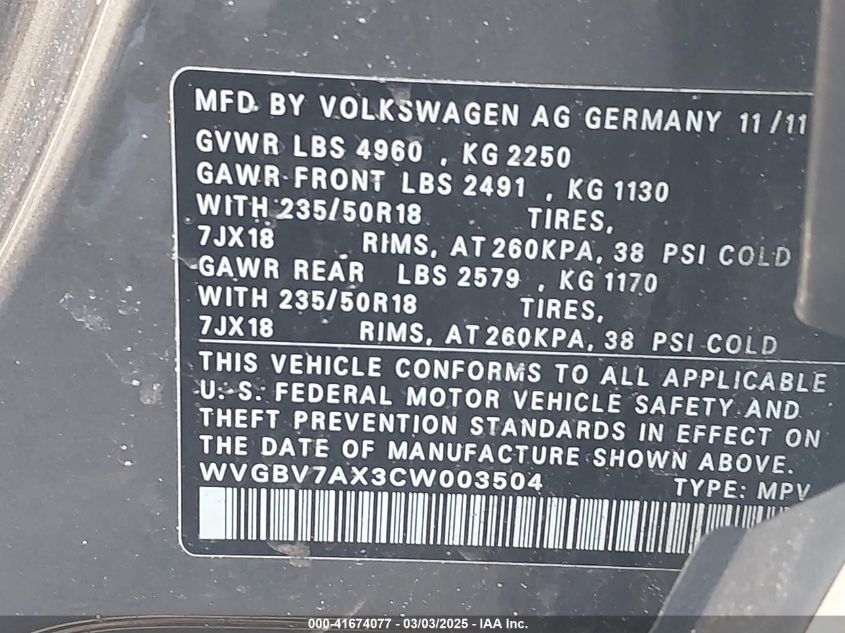 MFD BY VOLKSWAGEN AG GERMANY 11/11
GVWR LBS 4960 , KG 2250
GAWR FRONT LBS 2491 , KG 1130
WITH 235/50R18 TIRES,
7JX18 RIMS, AT 260KPA, 38 PSI COLD
GAWR REAR LBS 2579 , KG 1170
WITH 235/50R18 TIRES,
7JX18 RIMS, AT 260KPA, 38 PSI COLD
THIS VEHICLE CONFORMS TO ALL APPLICABLE
U. S. FEDERAL MOTOR VEHICLE SAFETY AND
THEFT PREVENTION STANDARDS IN EFFECT ON
THE DATE OF MANUFACTURE SHOWN ABOVE.
WVGBV7AX3CW003504 TYPE: MPV
000-41674077 - 03/03/2025 - IAA Inc.